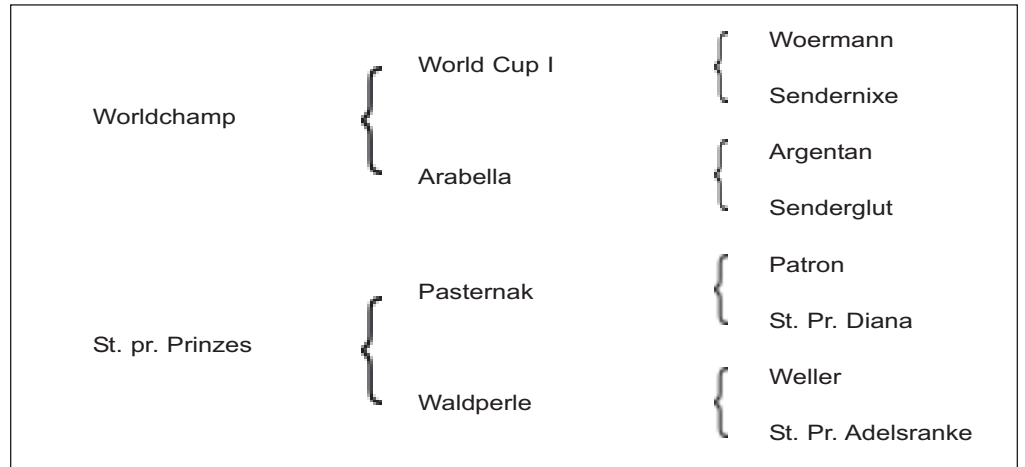 Woermann
World Cup I
Sendernixe
Worldchamp
Argentan
Arabella
Senderglut
Patron
Pasternak
St. Pr. Diana
St. pr. Prinzes
Weller
Waldperle
St. Pr. Adelsranke